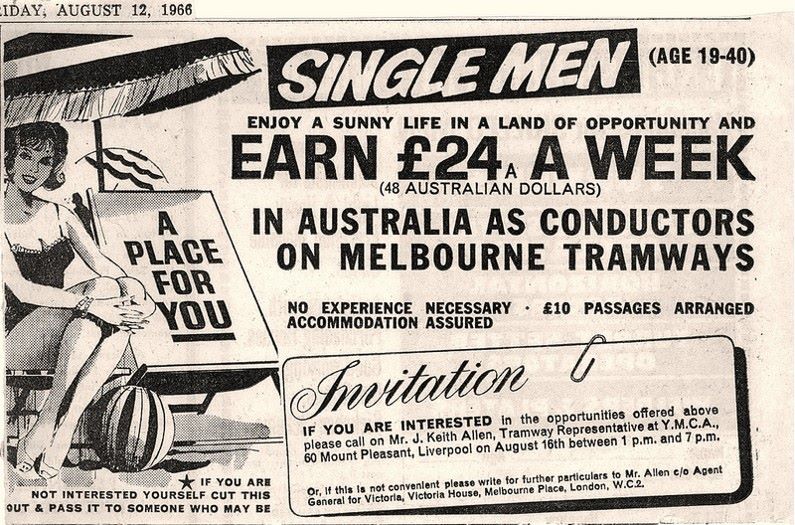 RIDAY, AUGUST 12, 1966
SINGLE MEN
(AGE 19-40)
ENJOY A SUNNY LIFE IN A LAND OF OPPORTUNITY AND
EARN £24A A WEEK
(48 AUSTRALIAN DOLLARS)
IN AUSTRALIA AS CONDUCTORS
ON MELBOURNE TRAMWAYS
NO EXPERIENCE NECESSARY · £10 PASSAGES ARRANGED
ACCOMMODATION ASSURED
A
PLACE
FOR
YOU
Invitation
IF YOU ARE INTERESTED in the opportunities offered above
please call on Mr. J. Keith Allen, Tramway Representative at Y.M.C.A.,
60 Mount Pleasant, Liverpool on August 16th between 1 p.m. and 7 p.m.
Or, if this is not convenient please write for further particulars to Mr. Allen c/o Agent
General for Victoria, Victoria House, Melbourne Place, London, W.C.2.
★ IF YOU ARE
NOT INTERESTED YOURSELF CUT THIS
OUT & PASS IT TO SOMEONE WHO MAY BE